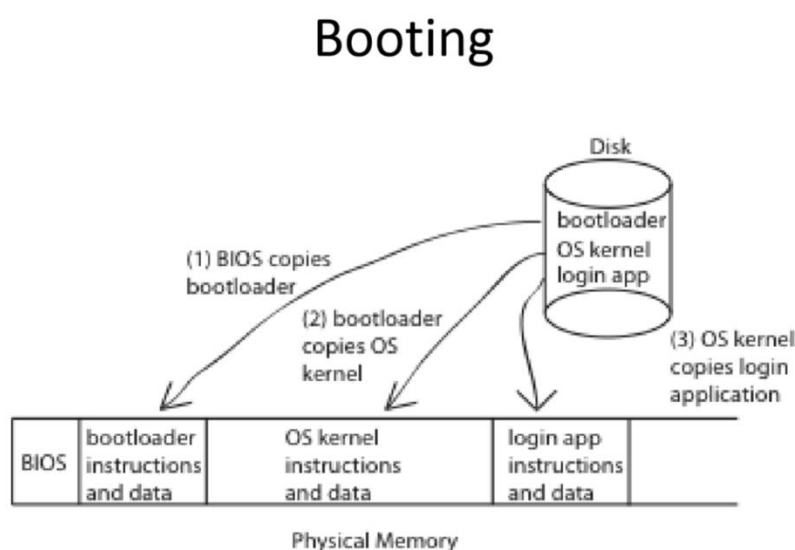 Booting
Disk
bootloader
OS kernel
login app
(1) BIOS copies
bootloader
(2) bootloader
copies OS
kernel
(3) OS kernel
copies login
application
BIOS
bootloader
instructions
and data
OS kernel
instructions
and data
login app
instructions
and data
Physical Memory